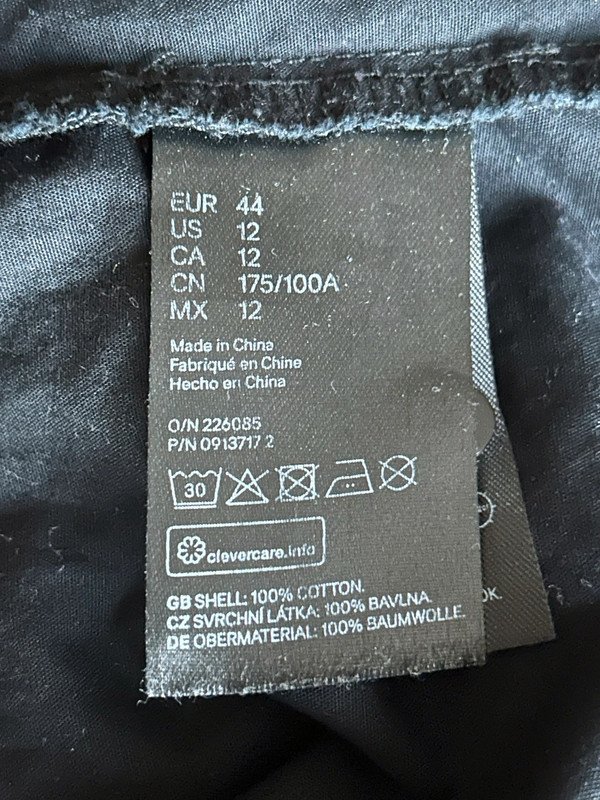 EUR 44
US 12
CA 12
CN 175/100A
MX 12
Made in China
Fabriqué en Chine
Hecho en China
O/N 226085
P/N 0913717 2
30
clevercare.info
GB SHELL: 100% COTTON.
CZ SVRCHNÍ LÁTKA: 100% BAVLNA.
DE OBERMATERIAL: 100% BAUMWOLLE.
OK.